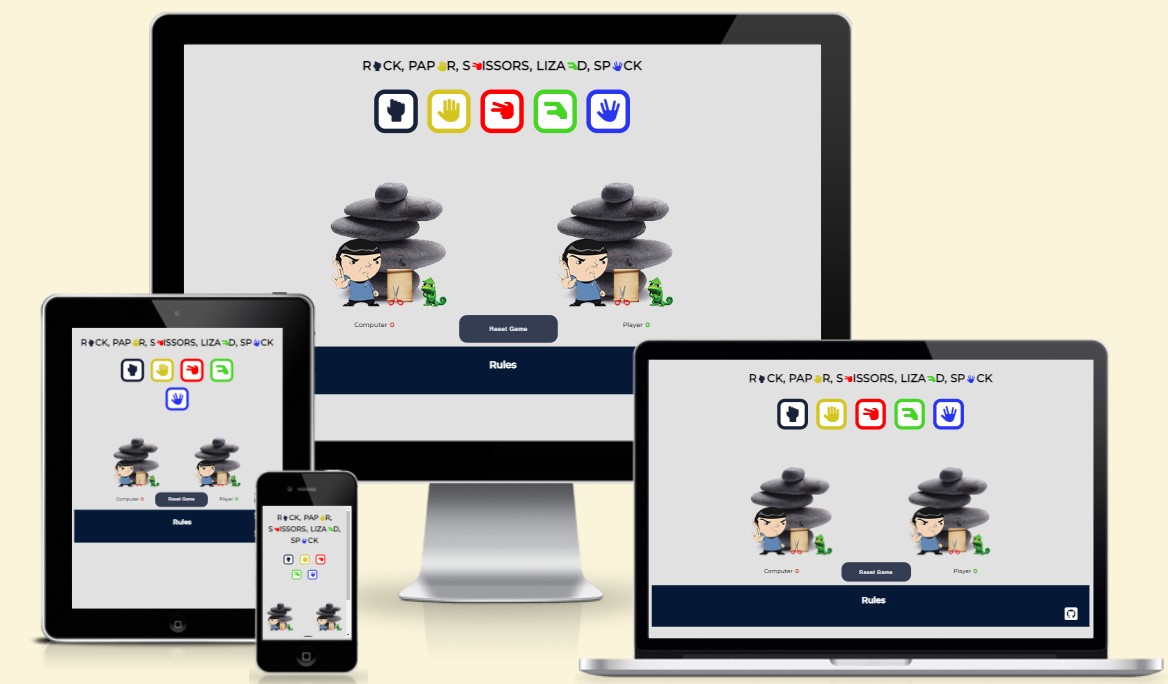 R CK, PAP R, S ISSORS, LIZA D, SP CK
Computer 0
Reset Game
Player 0
Rules
R CK, PAP R, S ISSORS, LIZA D, SP CK
Computer 0
Reset Game
Player 0
Rules
R CK, PAP R,
S ISSORS, LIZA D,
SP CK
R CK, PAP R, S ISSORS, LIZA D, SP CK
Computer 0
Reset Game
Player 0
Rules